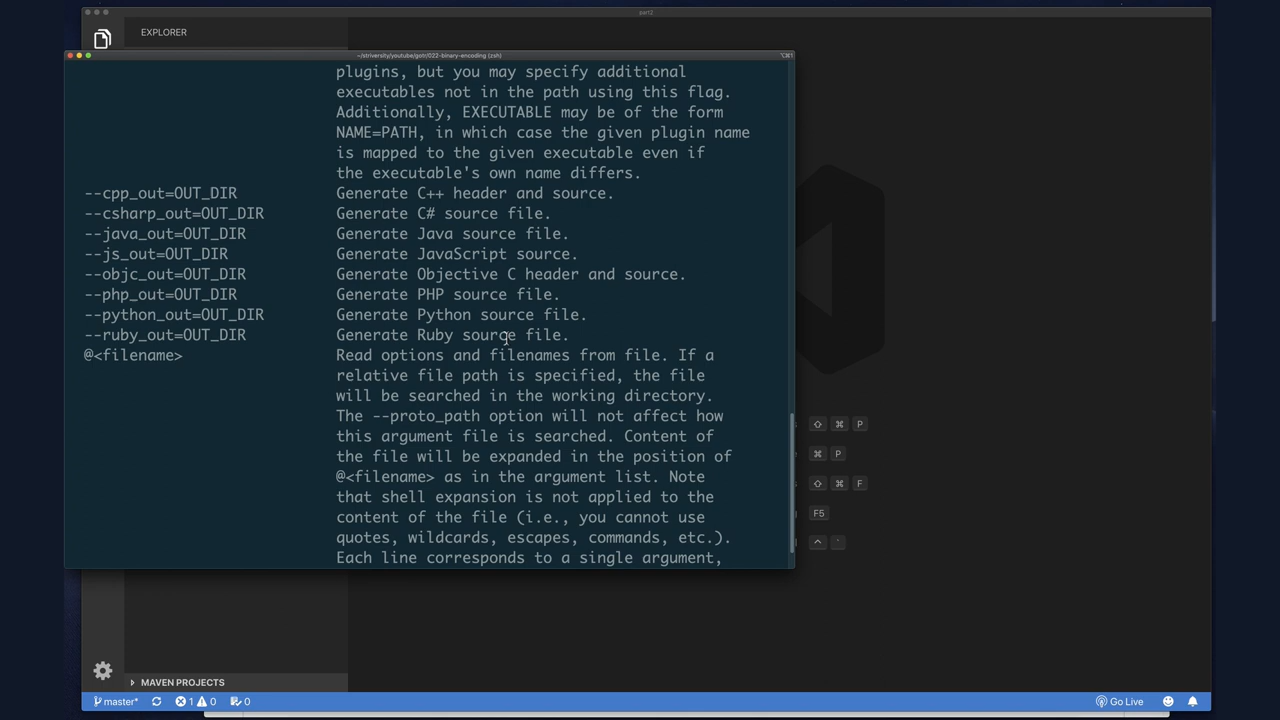 part2
EXPLORER
~/striversity/youtube/gotr/022-binary-encoding (zsh)
⌥⌘1
plugins, but you may specify additional
executables not in the path using this flag.
Additionally, EXECUTABLE may be of the form
NAME=PATH, in which case the given plugin name
is mapped to the given executable even if
the executable's own name differs.
--cpp_out=OUT_DIR Generate C++ header and source.
--csharp_out=OUT_DIR Generate C# source file.
--java_out=OUT_DIR Generate Java source file.
--js_out=OUT_DIR Generate JavaScript source.
--objc_out=OUT_DIR Generate Objective C header and source.
--php_out=OUT_DIR Generate PHP source file.
--python_out=OUT_DIR Generate Python source file.
--ruby_out=OUT_DIR Generate Ruby source file.
@<filename> Read options and filenames from file. If a
relative file path is specified, the file
will be searched in the working directory.
The --proto_path option will not affect how
this argument file is searched. Content of
the file will be expanded in the position of
@<filename> as in the argument list. Note
that shell expansion is not applied to the
content of the file (i.e., you cannot use
quotes, wildcards, escapes, commands, etc.).
Each line corresponds to a single argument,
⇧ ⌘ P
⌘ P
⇧ ⌘ F
F5
^ `
MAVEN PROJECTS
master* 1 0 0 Go Live